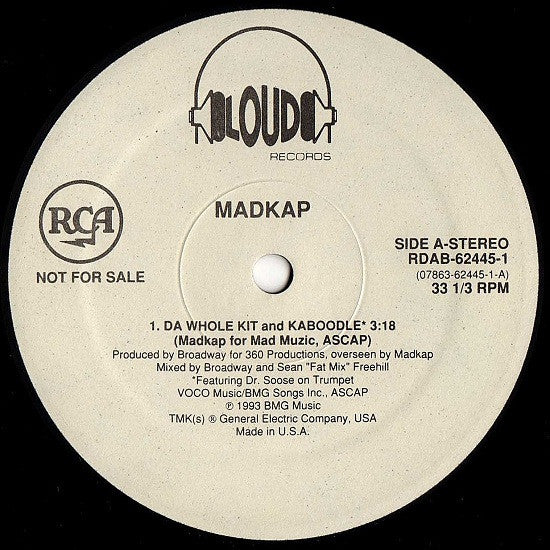 LOUD
RECORDS
MADKAP
RCA
NOT FOR SALE
SIDE A-STEREO
RDAB-62445-1
(07863-62445-1-A)
33 1/3 RPM
1. DA WHOLE KIT and KABOODLE* 3:18
(Madkap for Mad Muzic, ASCAP)
Produced by Broadway for 360 Productions, overseen by Madkap
Mixed by Broadway and Sean "Fat Mix" Freehill
*Featuring Dr. Soose on Trumpet
VOCO Music/BMG Songs Inc., ASCAP
℗ 1993 BMG Music
TMK(s) ® General Electric Company, USA
Made in U.S.A.